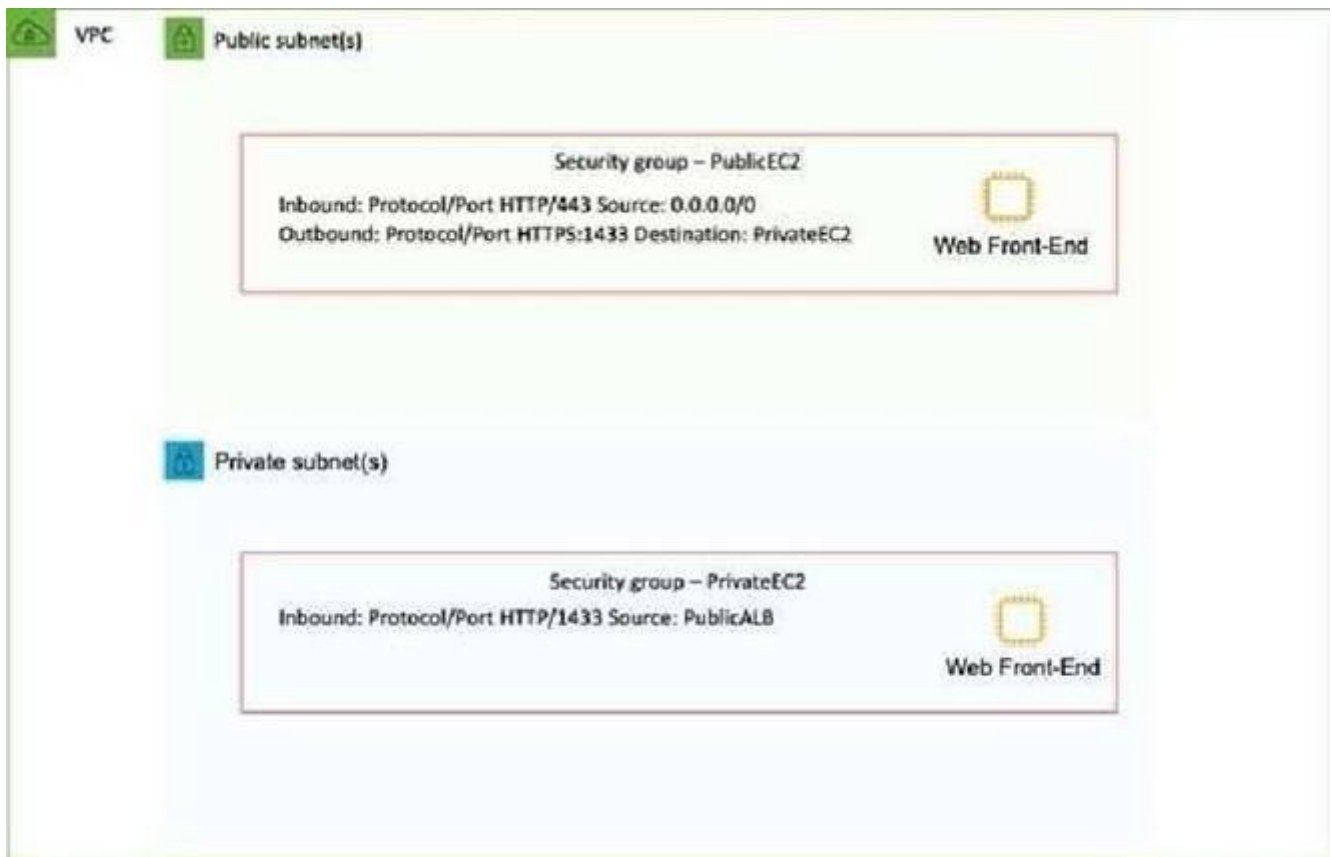 VPC
Public subnet(s)
Security group – PublicEC2
Inbound: Protocol/Port HTTP/443 Source: 0.0.0.0/0
Outbound: Protocol/Port HTTPS:1433 Destination: PrivateEC2
Web Front-End
Private subnet(s)
Security group – PrivateEC2
Inbound: Protocol/Port HTTP/1433 Source: PublicALB
Web Front-End